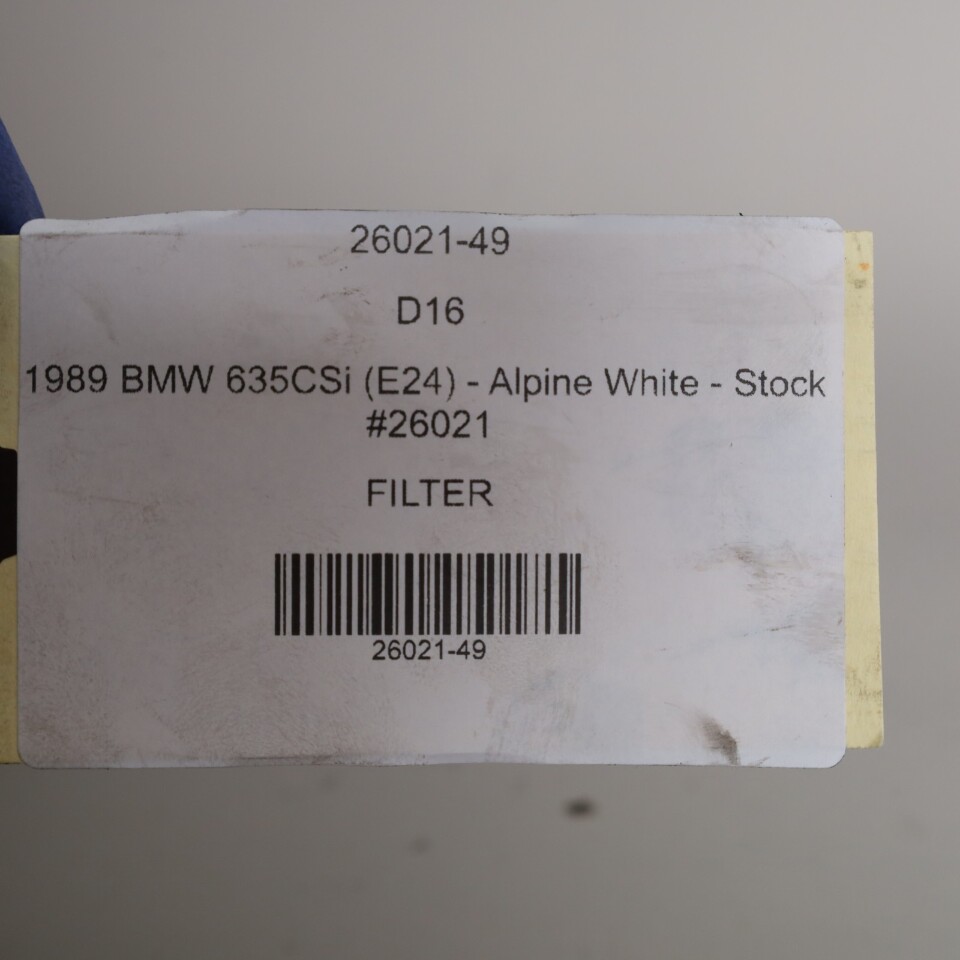 26021-49
D16
1989 BMW 635CSi (E24) - Alpine White - Stock
#26021
FILTER
26021-49